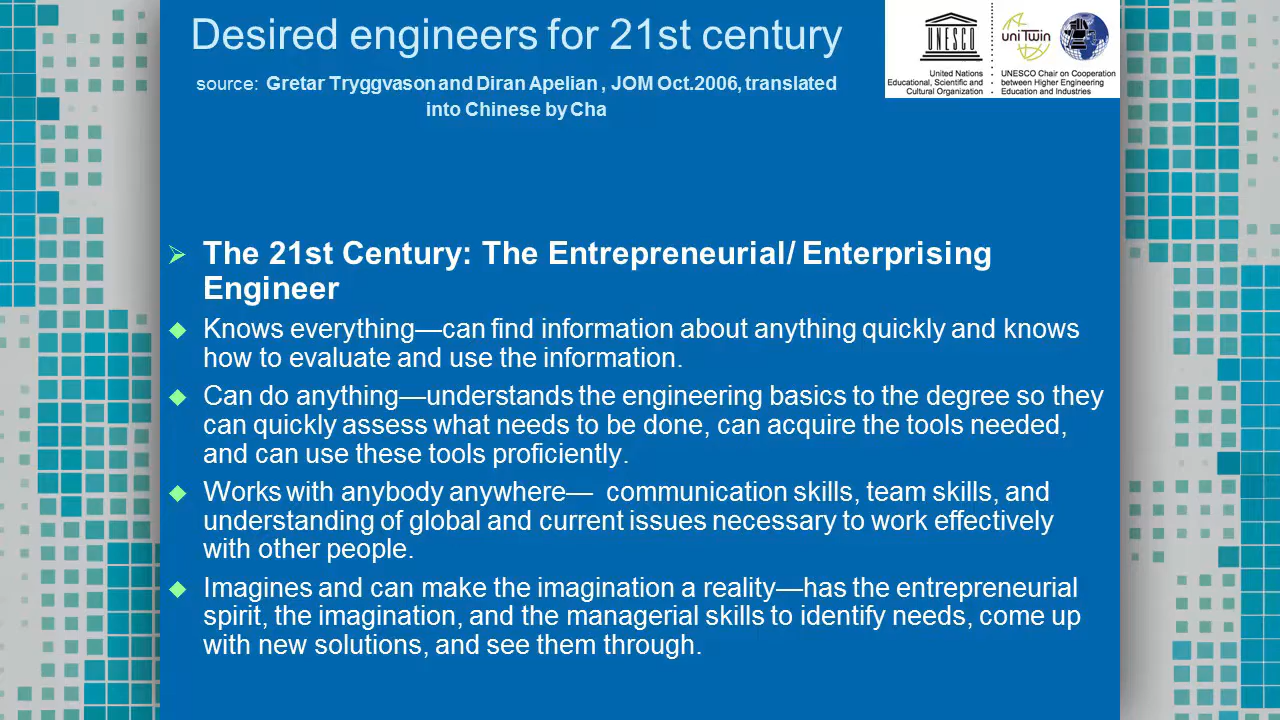 Desired engineers for 21st century
source: Gretar Tryggvason and Diran Apelian , JOM Oct.2006, translated
into Chinese by Cha
UNESCO
United Nations
Educational, Scientific and
Cultural Organization
uniTwin
UNESCO Chair on Cooperation
between Higher Engineering
Education and Industries
The 21st Century: The Entrepreneurial/ Enterprising
Engineer
Knows everything—can find information about anything quickly and knows
how to evaluate and use the information.
Can do anything—understands the engineering basics to the degree so they
can quickly assess what needs to be done, can acquire the tools needed,
and can use these tools proficiently.
Works with anybody anywhere— communication skills, team skills, and
understanding of global and current issues necessary to work effectively
with other people.
Imagines and can make the imagination a reality—has the entrepreneurial
spirit, the imagination, and the managerial skills to identify needs, come up
with new solutions, and see them through.